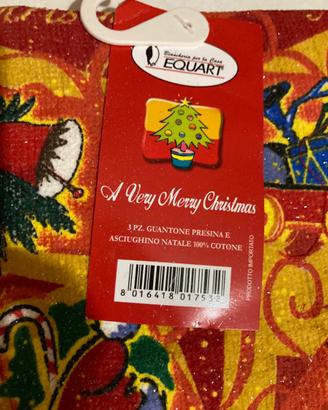 Biancheria per la Casa
EQUART
A Very Merry Christmas
3 PZ. GUANTONE PRESINA E
ASCIUGHINO NATALE 100% COTONE
PRODOTTO IMPORTATO
8 016418 01753